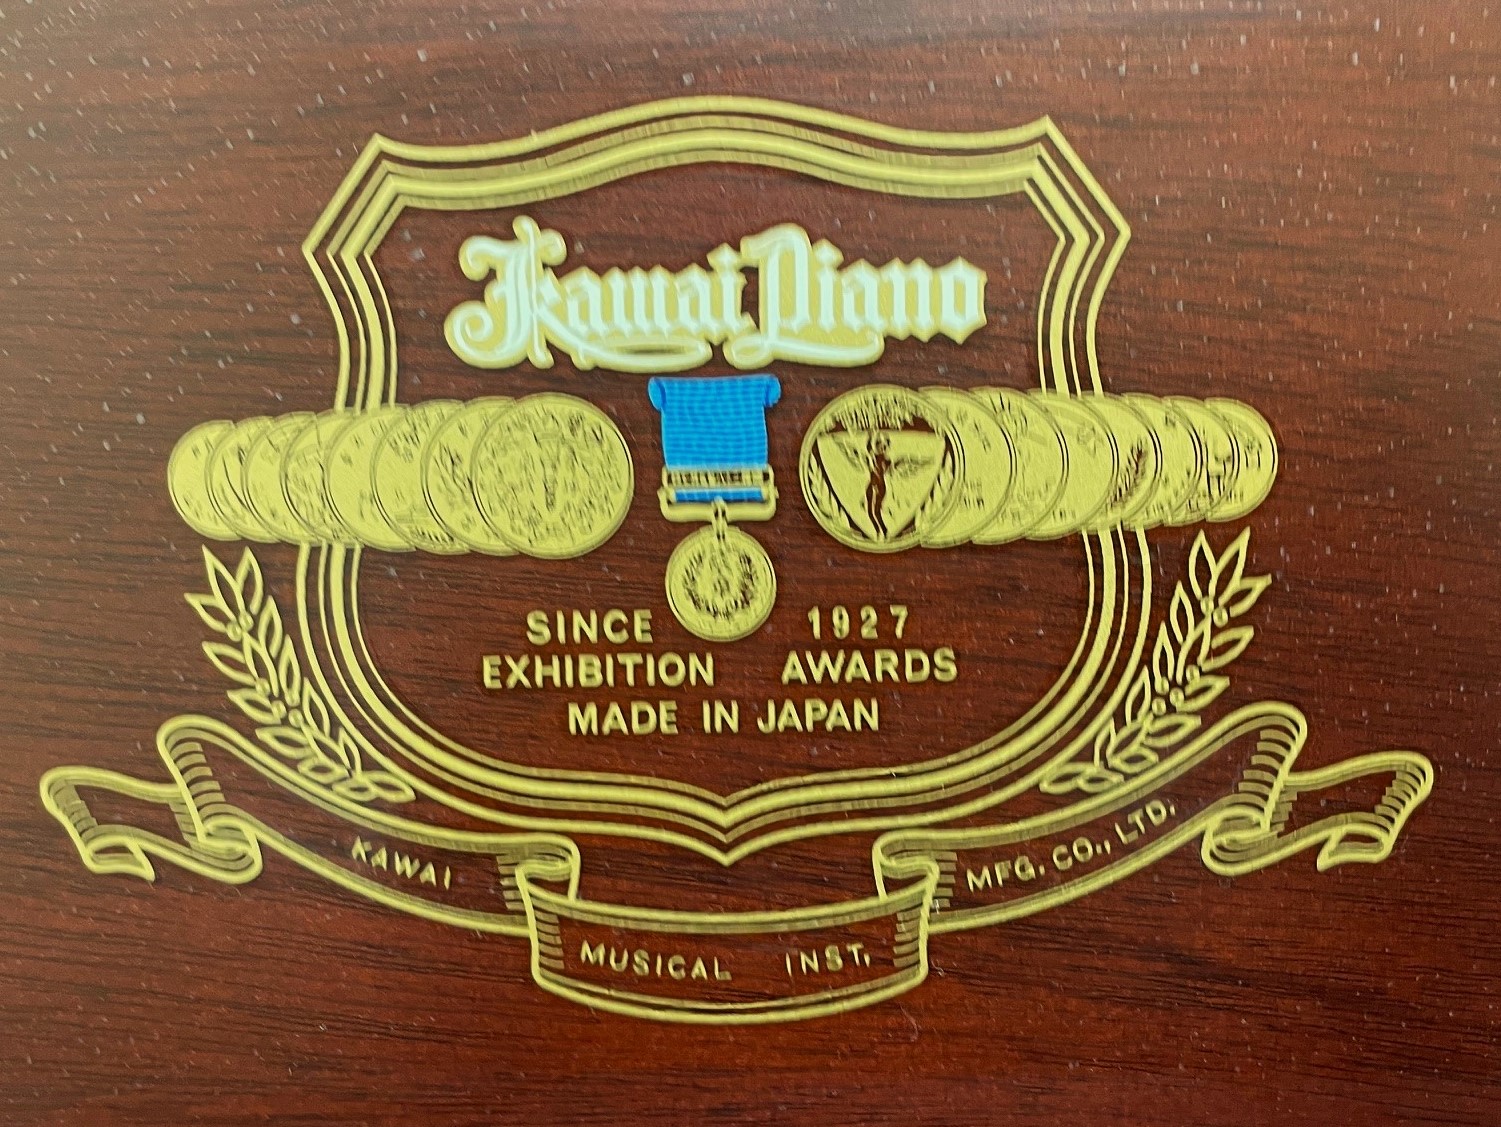 Kawai Piano
SINCE 1927
EXHIBITION AWARDS
MADE IN JAPAN
KAWAI MUSICAL INST. MFG. CO., LTD.